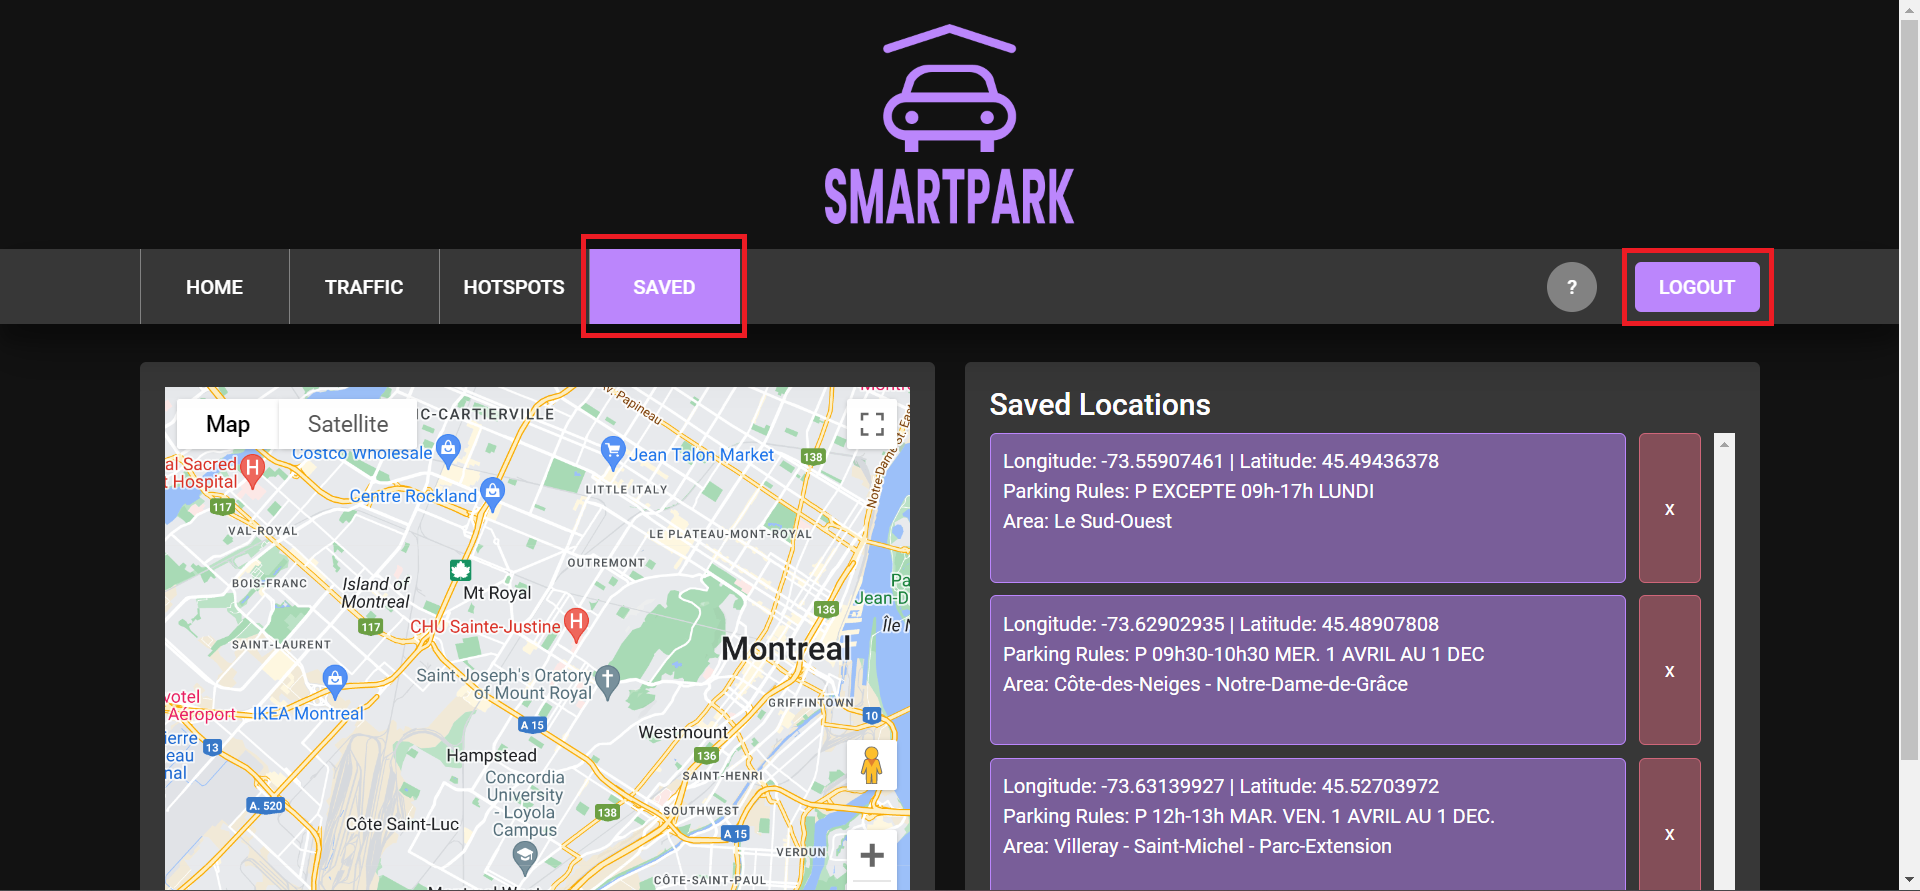 SMARTPARK
HOME
TRAFFIC
HOTSPOTS
SAVED
?
LOGOUT
Map
Satellite
IC-CARTIERVILLE
Av. Papineau
Costco Wholesale
Jean Talon Market
138
al Sacred
Hospital
H
Centre Rockland
LITTLE ITALY
Notre-Dame St. East
117
VAL-ROYAL
LE PLATEAU-MONT-ROYAL
OUTREMONT
BOIS-FRANC
Island of
Montreal
Mt Royal
Pa
Jean-D
136
117
CHU Sainte-Justine
H
Île
SAINT-LAURENT
Montreal
Saint Joseph's Oratory
of Mount Royal
votel
Aéroport
IKEA Montreal
GRIFFINTOWN
10
A 15
ierre
eau
nal
13
Westmount
136
Hampstead
SAINT-HENRI
Concordia
University
- Loyola
Campus
A. 520
138
SOUTHWEST
Côte Saint-Luc
A 15
VERDUN
+
CÔTE-SAINT-PAUL
Saved Locations
Longitude: -73.55907461 | Latitude: 45.49436378
Parking Rules: P EXCEPTE 09h-17h LUNDI
Area: Le Sud-Ouest
x
Longitude: -73.62902935 | Latitude: 45.48907808
Parking Rules: P 09h30-10h30 MER. 1 AVRIL AU 1 DEC
Area: Côte-des-Neiges - Notre-Dame-de-Grâce
x
Longitude: -73.63139927 | Latitude: 45.52703972
Parking Rules: P 12h-13h MAR. VEN. 1 AVRIL AU 1 DEC.
Area: Villeray - Saint-Michel - Parc-Extension
x